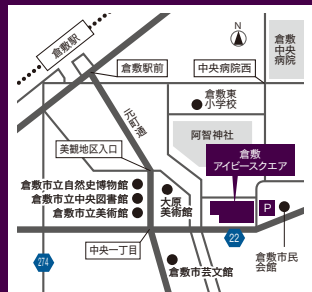 倉敷駅
N
倉敷
中央
病院
倉敷駅前
中央病院西
倉敷東
小学校
元町通
阿智神社
美観地区入口
倉敷
アイビースクエア
倉敷市立自然史博物館
倉敷市立中央図書館
倉敷市立美術館
大原
美術館
P
22
中央一丁目
倉敷市民
会館
274
倉敷市芸文館